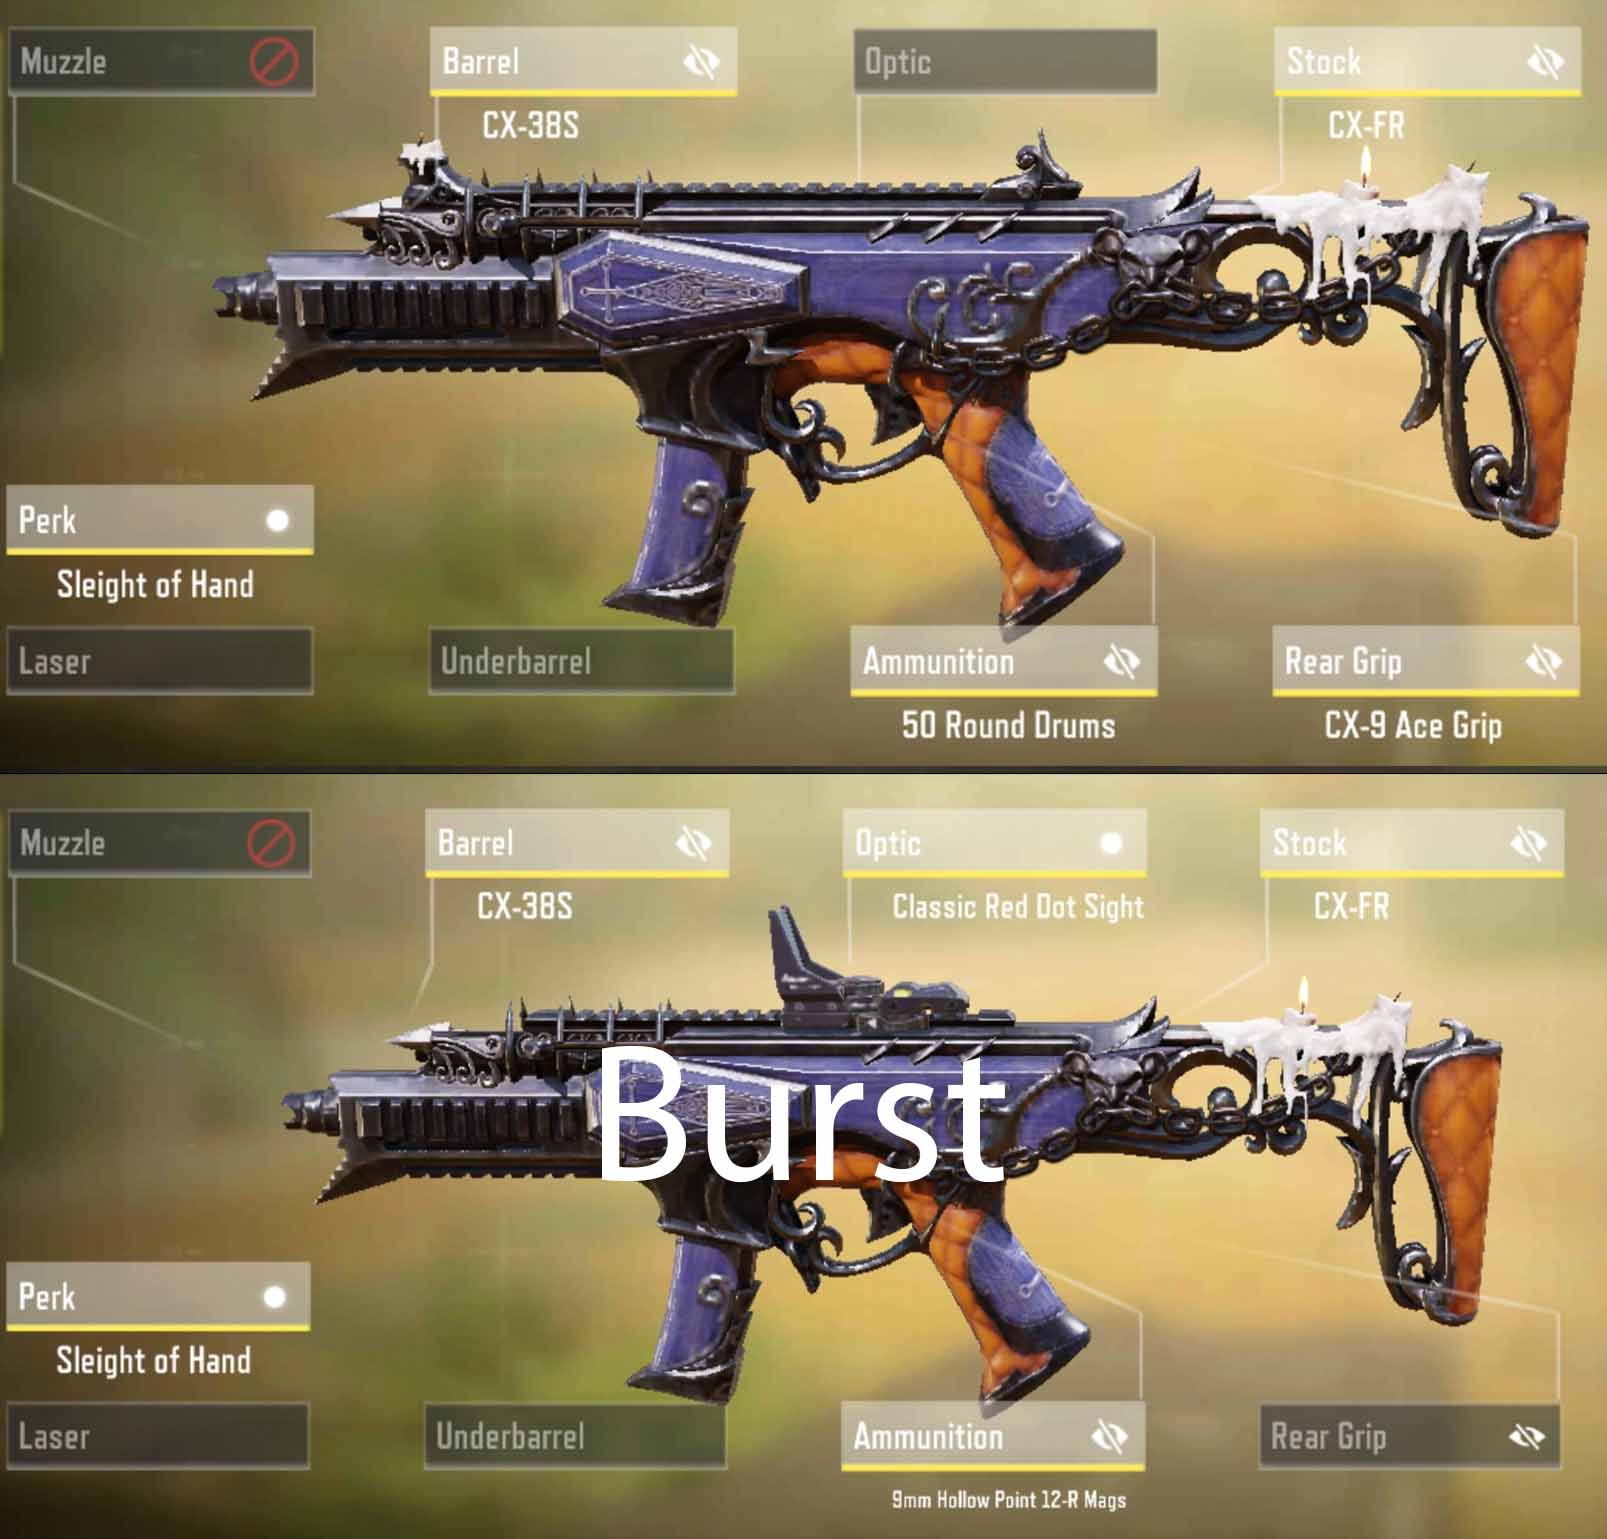 Muzzle Barrel Optic Stock
CX-38S CX-FR
Perk
Sleight of Hand
Laser Underbarrel Ammunition Rear Grip
50 Round Drums CX-9 Ace Grip
Muzzle Barrel Optic Stock
CX-38S Classic Red Dot Sight CX-FR
Burst
Perk
Sleight of Hand
Laser Underbarrel Ammunition Rear Grip
9mm Hollow Point 12-R Mags